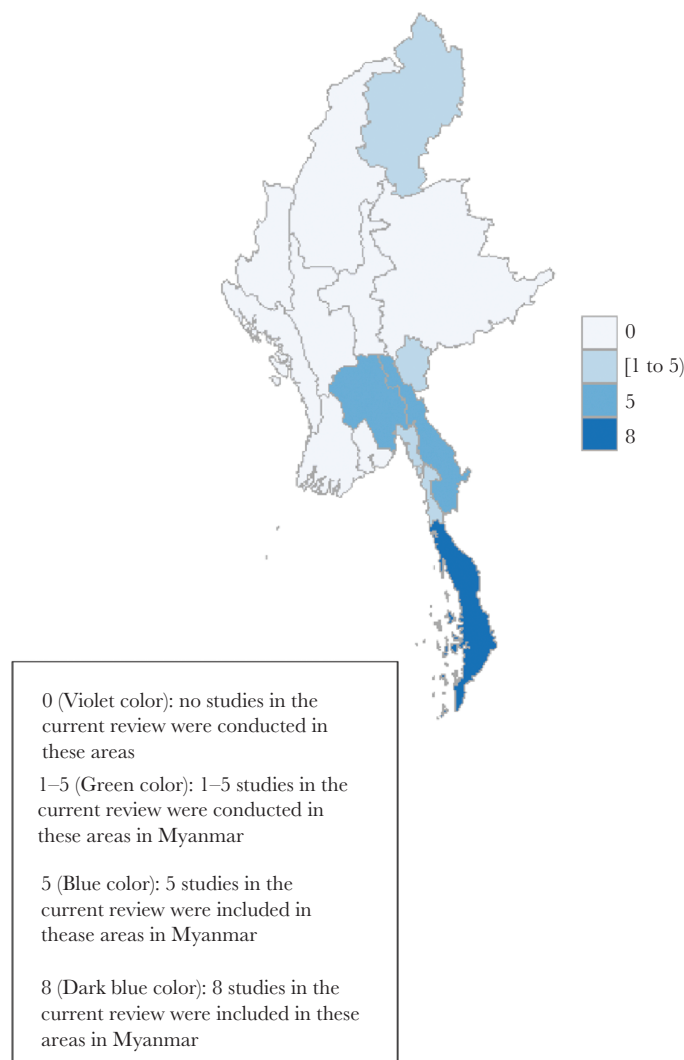 0
[1 to 5)
5
8
0 (Violet color): no studies in the
current review were conducted in
these areas
1–5 (Green color): 1–5 studies in the
current review were conducted in
these areas in Myanmar
5 (Blue color): 5 studies in the
current review were included in
thease areas in Myanmar
8 (Dark blue color): 8 studies in the
current review were included in these
areas in Myanmar